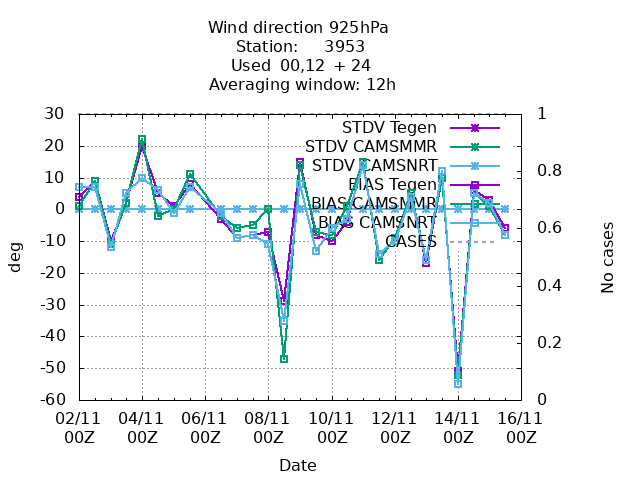 Wind direction 925hPa
Station: 3953
Used 00,12 + 24
Averaging window: 12h
30
20
10
0
-10
-20
-30
-40
-50
-60
deg
1
0.8
0.6
0.4
0.2
0
No cases
STDV Tegen
STDV CAMSMMR
STDV CAMSNRT
BIAS Tegen
BIAS CAMSMMR
BIAS CAMSNRT
CASES
02/11 04/11 06/11 08/11 10/11 12/11 14/11 16/11
00Z 00Z 00Z 00Z 00Z 00Z 00Z 00Z
Date